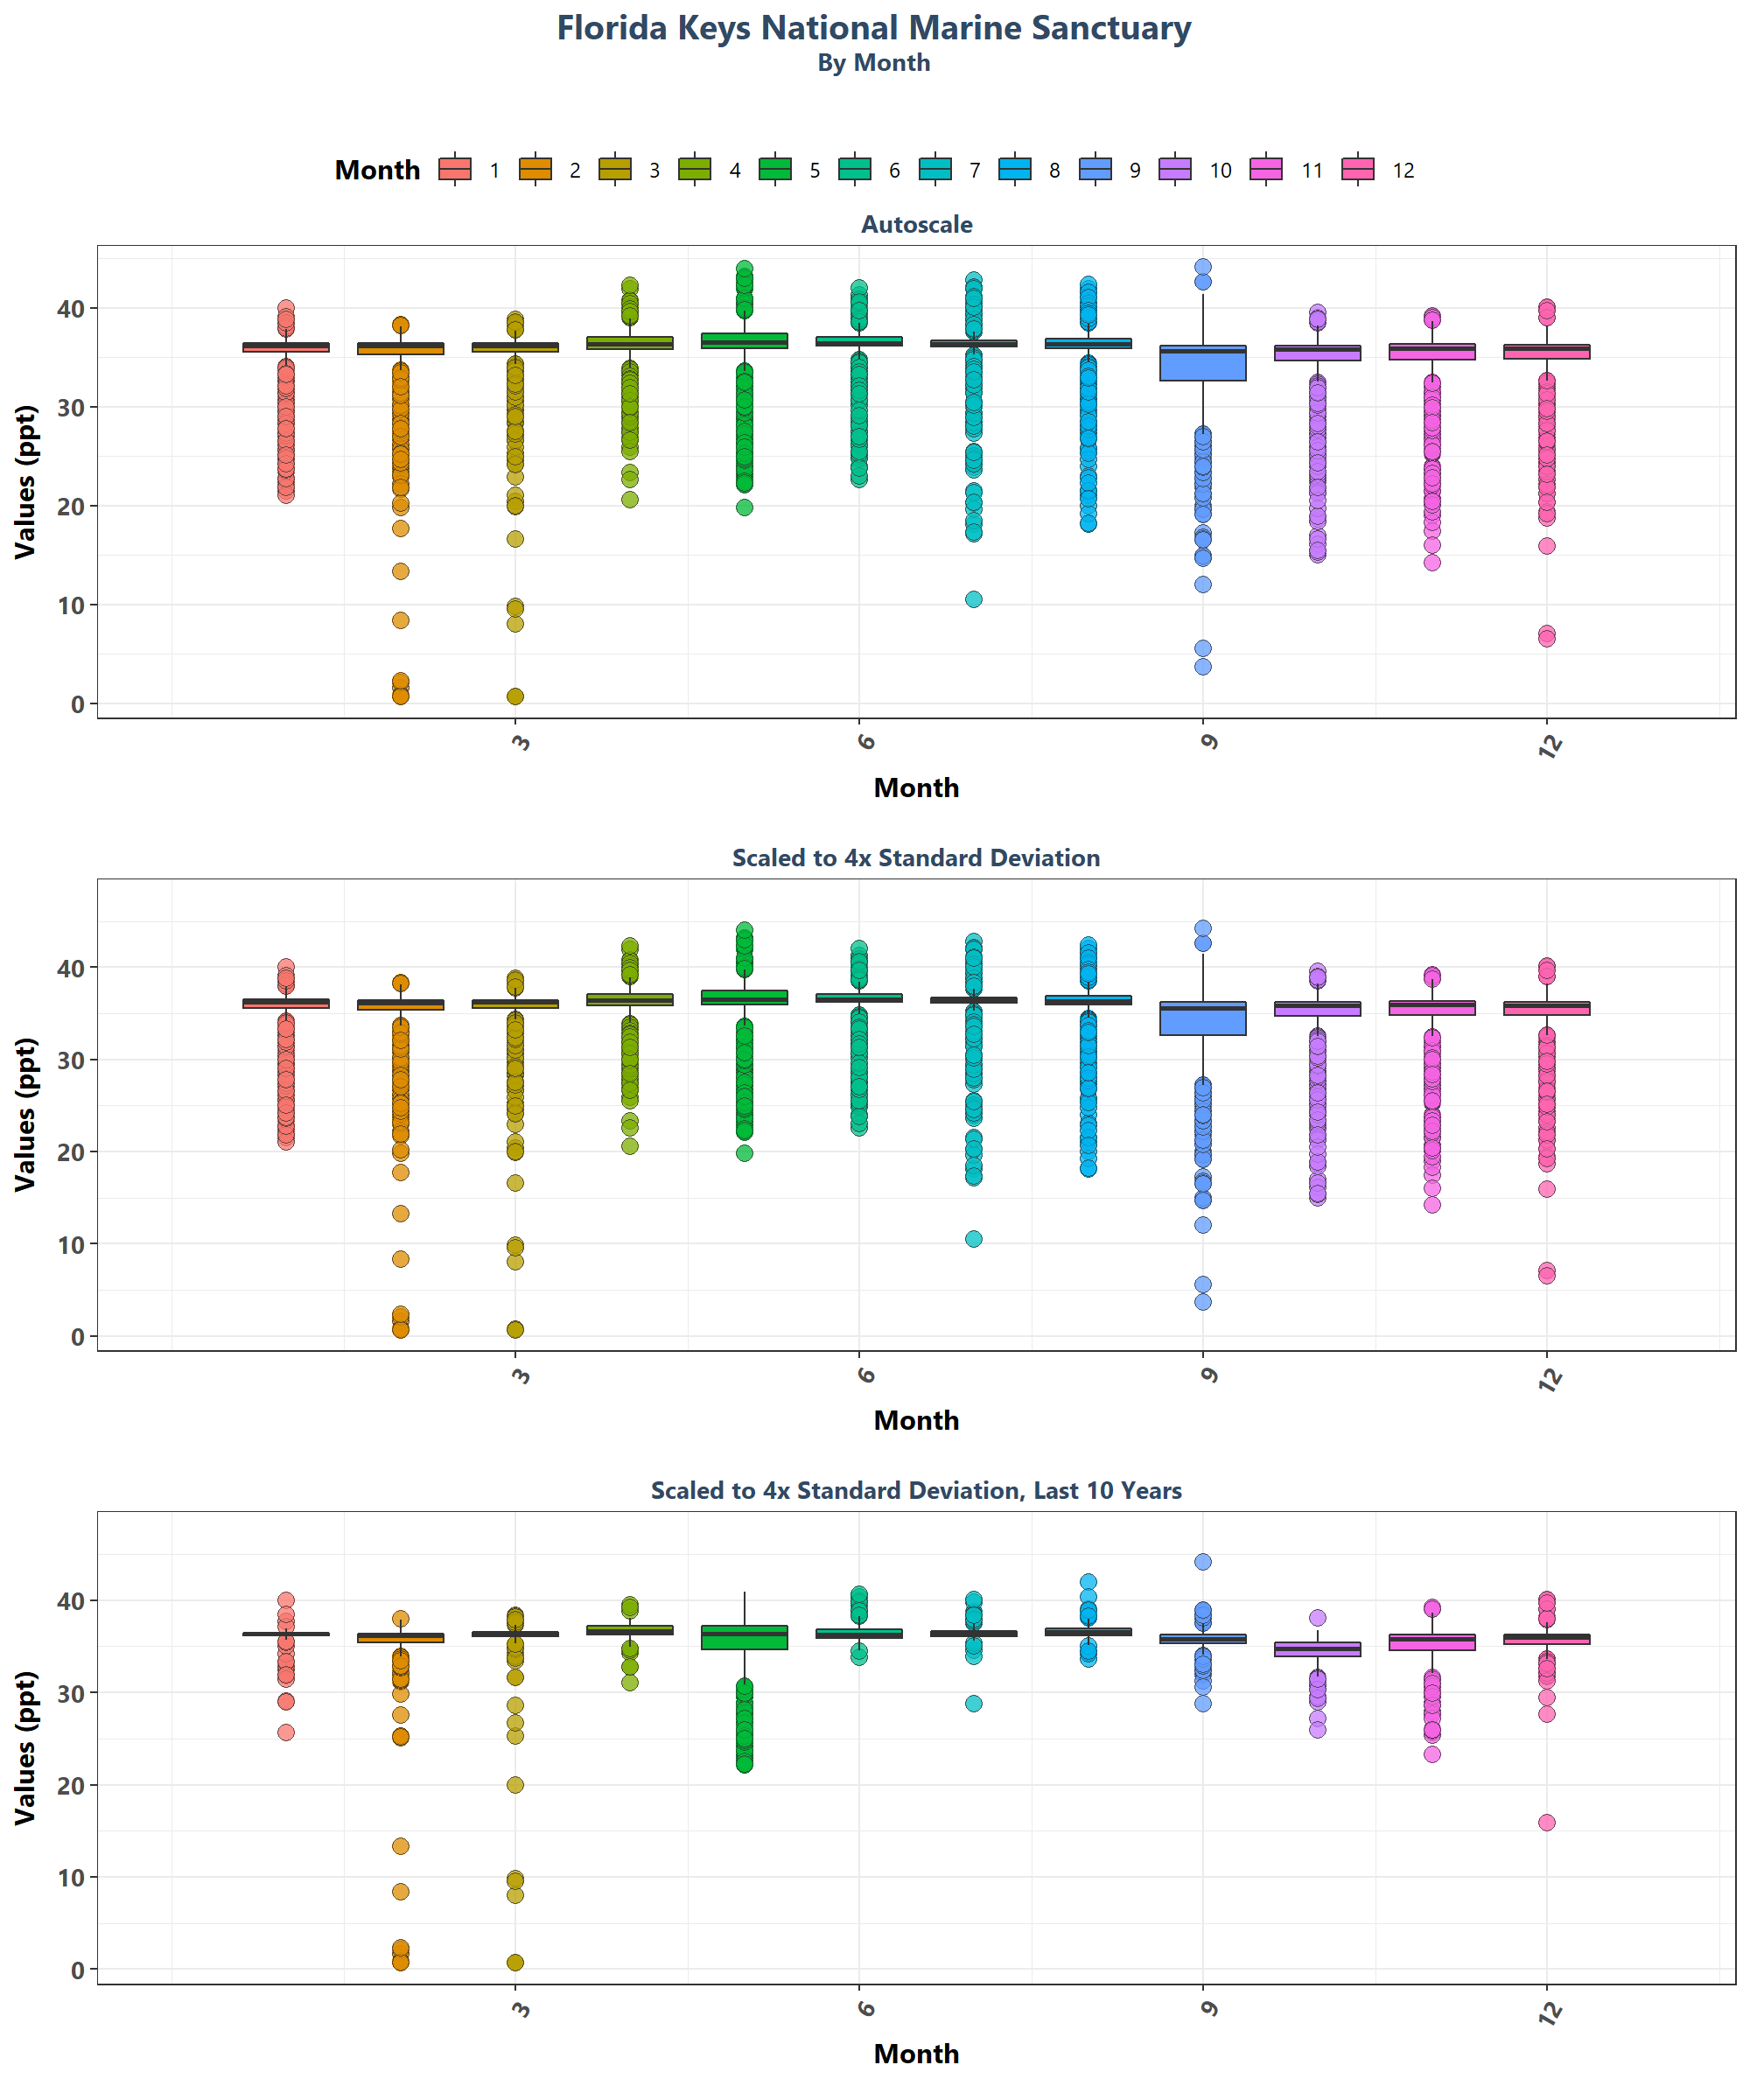 Florida Keys National Marine Sanctuary
By Month
Month 1 2 3 4 5 6 7 8 9 10 11 12
Autoscale
Values (ppt)
40
30
20
10
0
3 6 9 12
Month
Scaled to 4x Standard Deviation
Values (ppt)
40
30
20
10
0
3 6 9 12
Month
Scaled to 4x Standard Deviation, Last 10 Years
Values (ppt)
40
30
20
10
0
3 6 9 12
Month